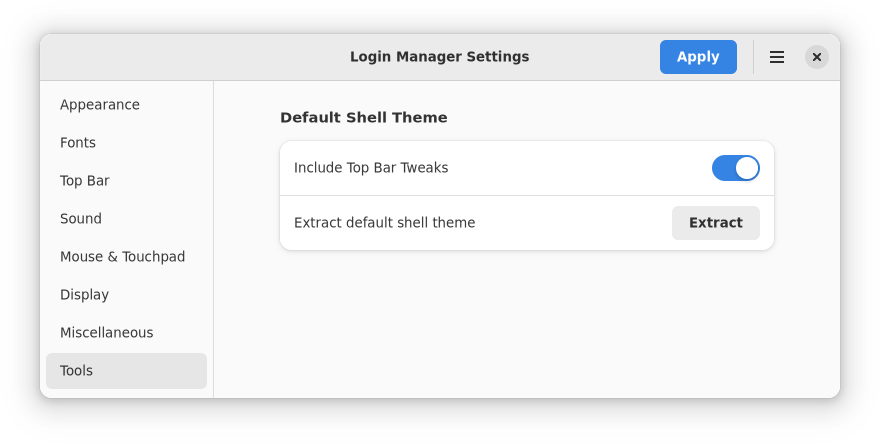 Login Manager Settings
Apply
Appearance
Fonts
Top Bar
Sound
Mouse & Touchpad
Display
Miscellaneous
Tools
Default Shell Theme
Include Top Bar Tweaks
Extract default shell theme
Extract